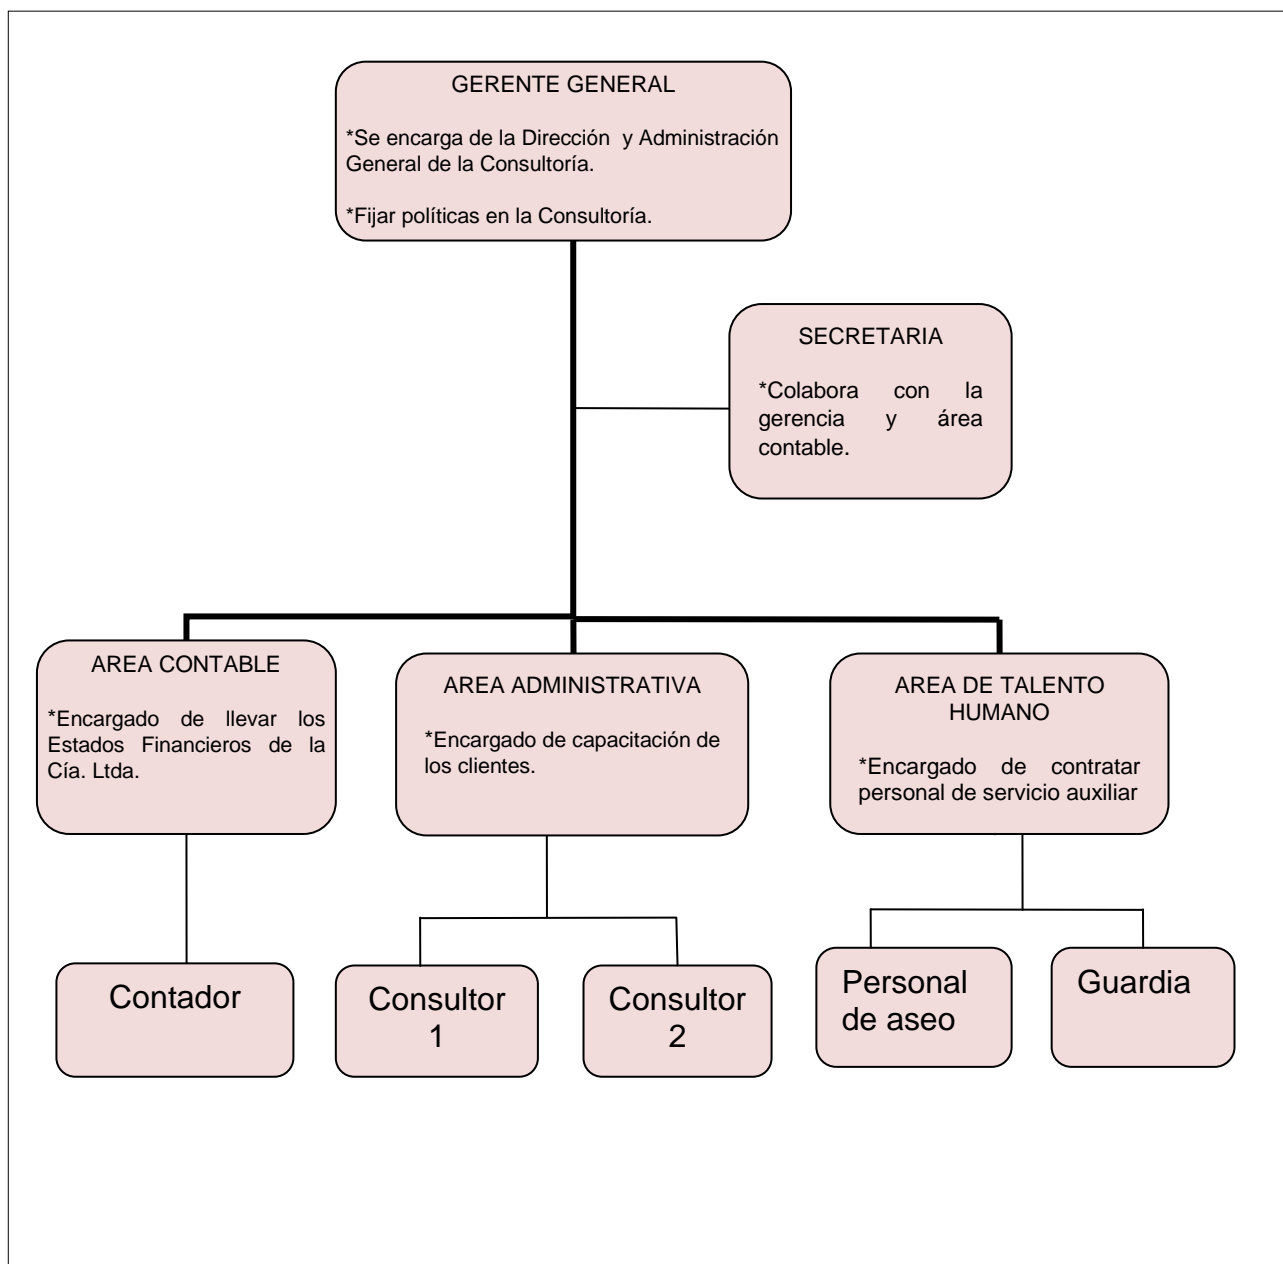 GERENTE GENERAL
*Se encarga de la Dirección y Administración
General de la Consultoría.
*Fijar políticas en la Consultoría.
SECRETARIA
*Colabora con la
gerencia y área
contable.
AREA CONTABLE
*Encargado de llevar los
Estados Financieros de la
Cía. Ltda.
AREA ADMINISTRATIVA
*Encargado de capacitación de
los clientes.
AREA DE TALENTO
HUMANO
*Encargado de contratar
personal de servicio auxiliar
Contador
Consultor
1
Consultor
2
Personal
de aseo
Guardia